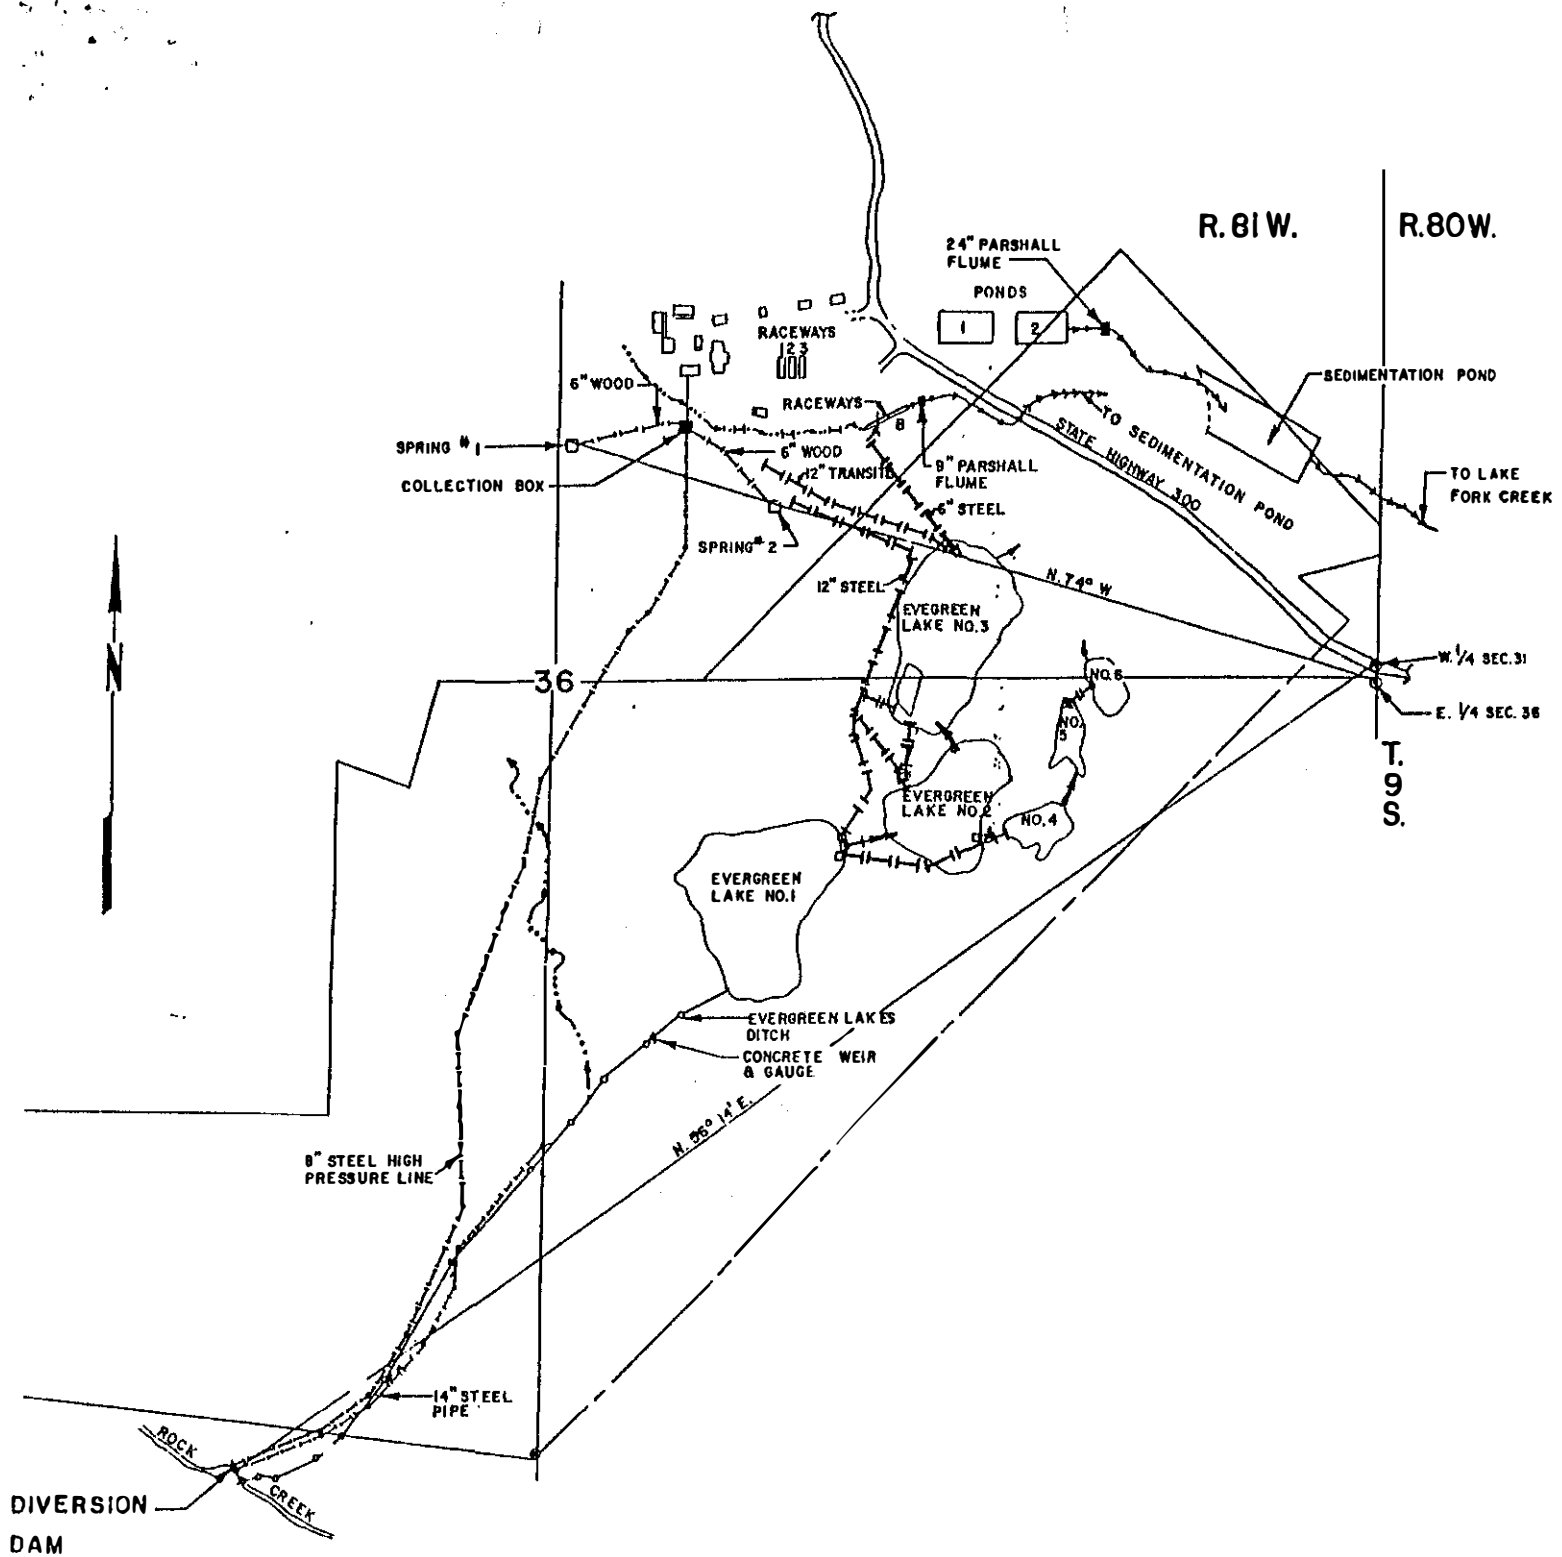 R. 81 W.
R. 80 W.
24" PARSHALL
FLUME
PONDS
1
2
RACEWAYS
1 2 3
6" WOOD
SEDIMENTATION POND
RACEWAYS
8
SPRING #1
6" WOOD
12" TRANSITE
9" PARSHALL
FLUME
STATE HIGHWAY 300
TO SEDIMENTATION POND
TO LAKE
FORK CREEK
COLLECTION BOX
6" STEEL
SPRING #2
12" STEEL
N. 74° W
EVEGREEN
LAKE NO. 3
N
36
NO. 6
W. 1/4 SEC. 31
E. 1/4 SEC. 36
NO.
5
T.
9
S.
EVERGREEN
LAKE NO. 2
NO. 4
EVERGREEN
LAKE NO. 1
EVERGREEN LAKES
DITCH
CONCRETE WEIR
& GAUGE
N. 56° 14' E.
8" STEEL HIGH
PRESSURE LINE
14" STEEL
PIPE
ROCK
CREEK
DIVERSION
DAM